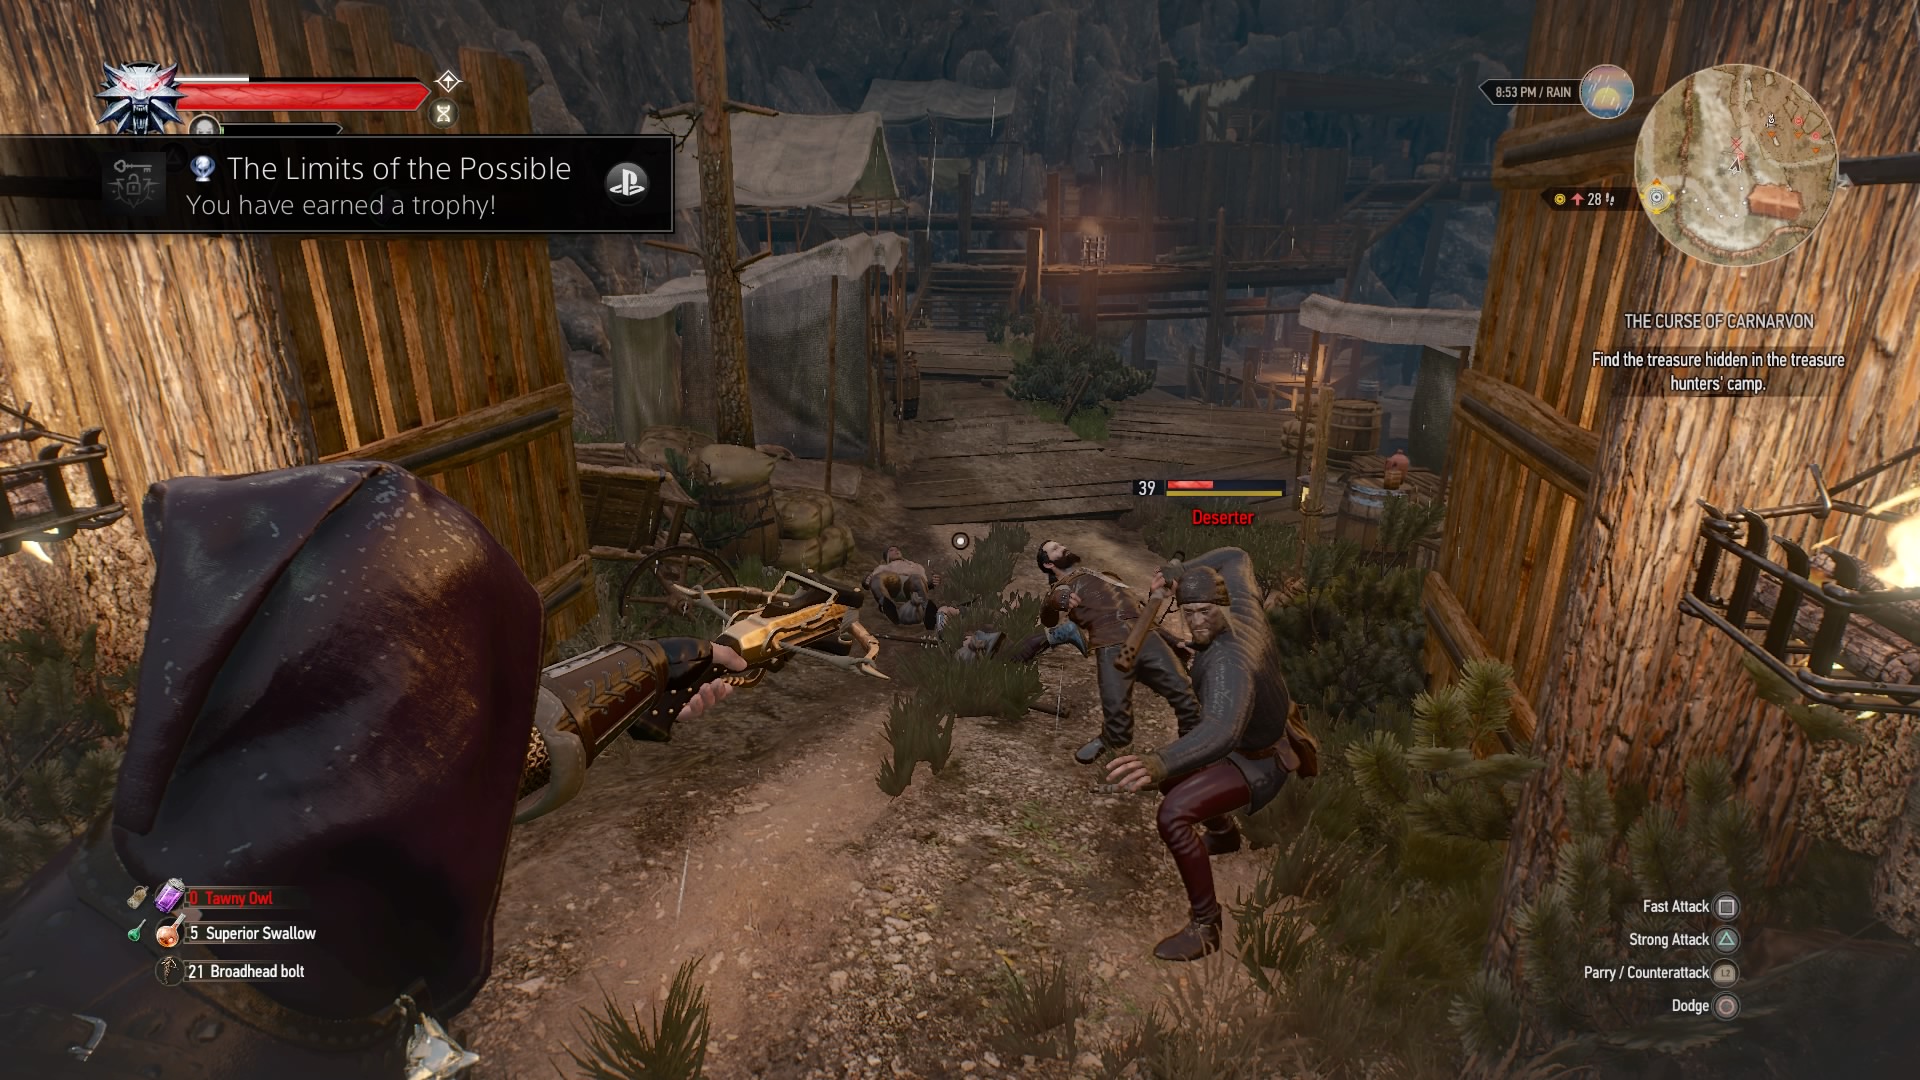 8:53 PM / RAIN
The Limits of the Possible
You have earned a trophy!
28
THE CURSE OF CARNARVON
Find the treasure hidden in the treasure
hunters' camp.
39
Deserter
0 Tawny Owl
5 Superior Swallow
21 Broadhead bolt
Fast Attack
Strong Attack
Parry / Counterattack L2
Dodge